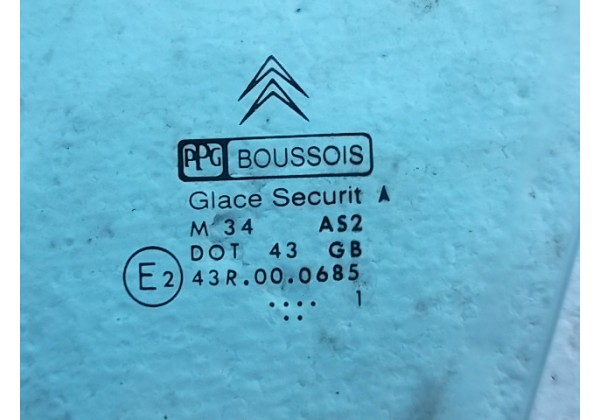 PPG BOUSSOIS
Glace Securit
M 34 AS2
DOT 43 GB
E2 43R.00.0685
.... 1
...